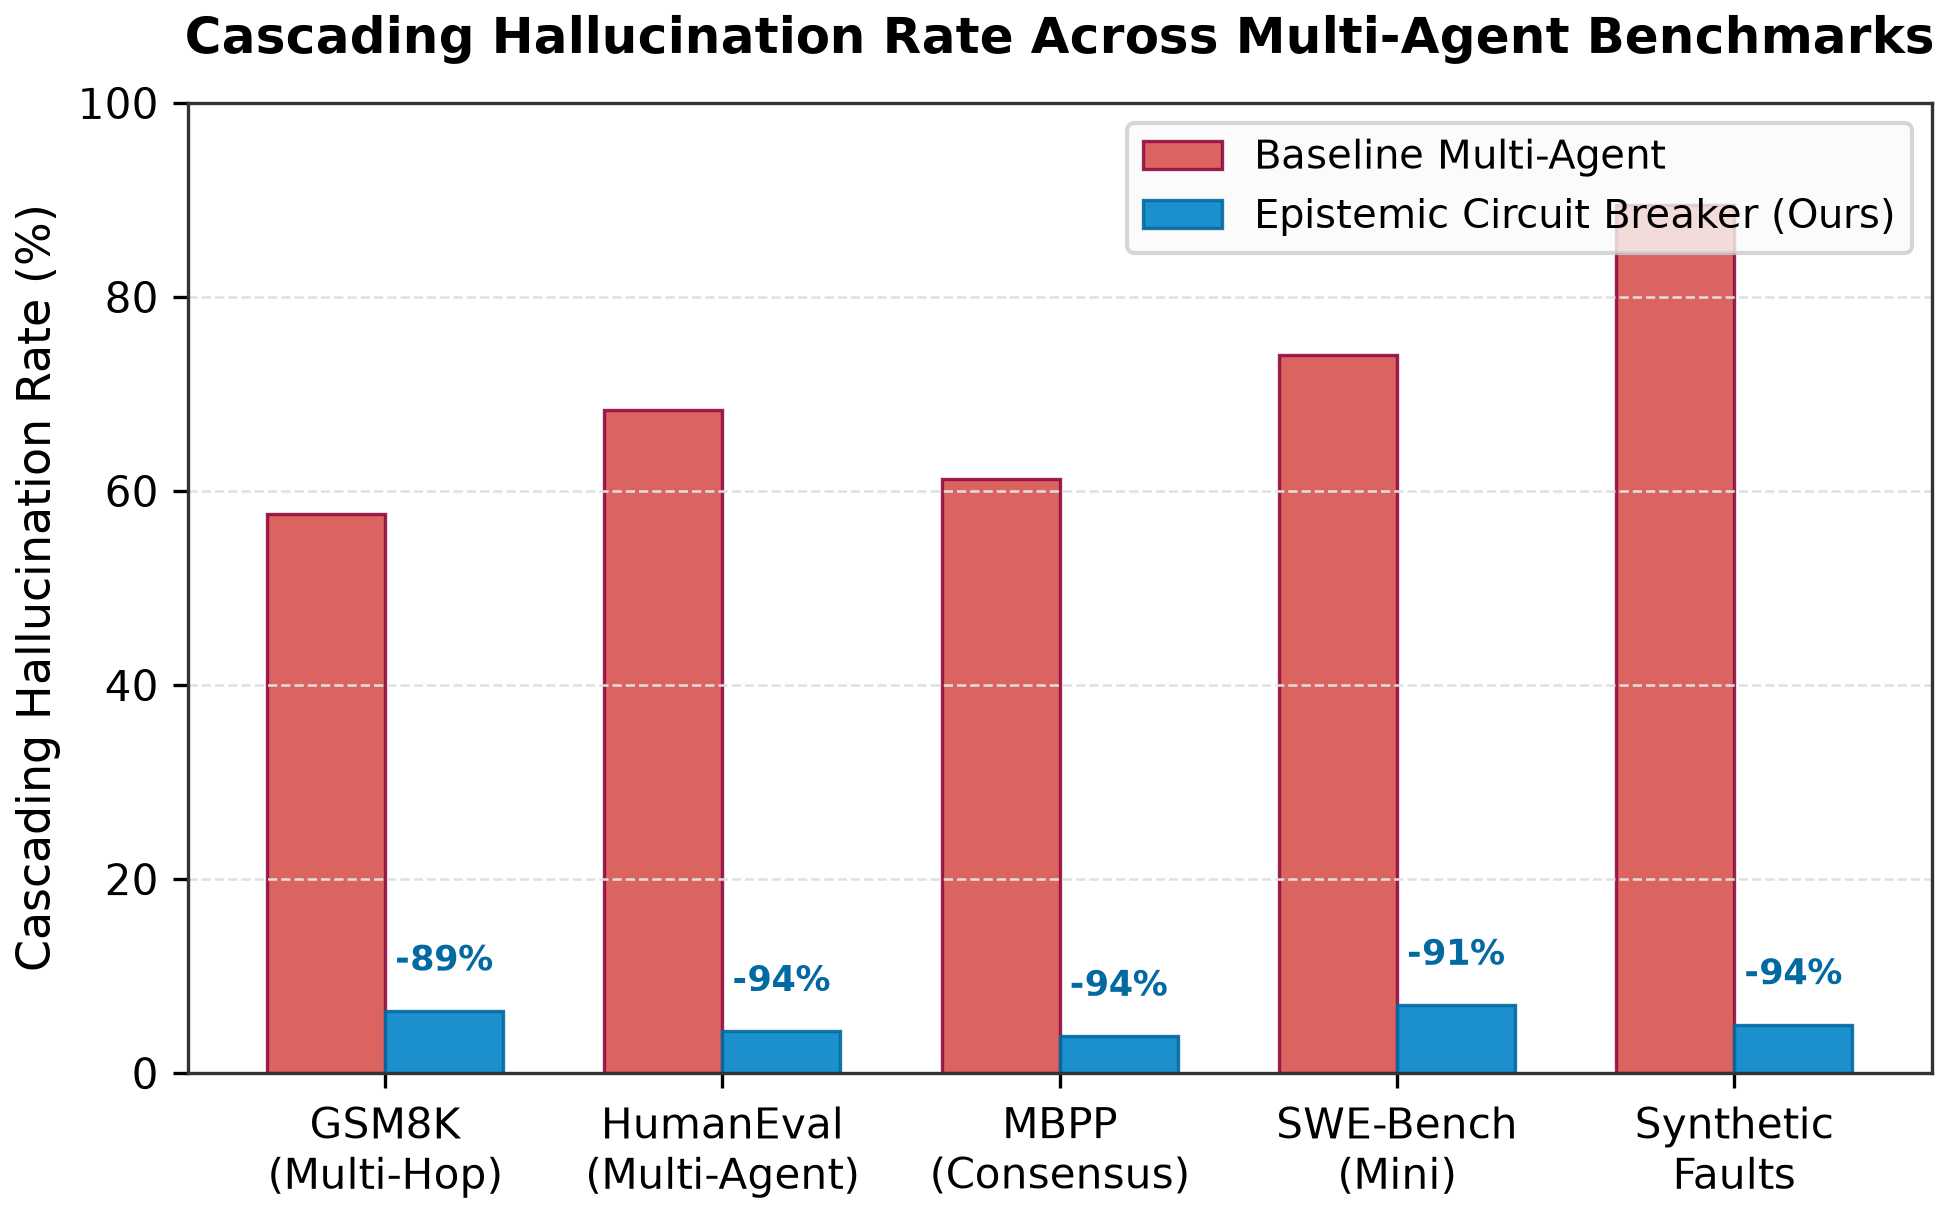 Cascading Hallucination Rate Across Multi-Agent Benchmarks
Cascading Hallucination Rate (%)
100
80
60
40
20
0
Baseline Multi-Agent
Epistemic Circuit Breaker (Ours)
-89%
-94%
-94%
-91%
-94%
GSM8K
(Multi-Hop)
HumanEval
(Multi-Agent)
MBPP
(Consensus)
SWE-Bench
(Mini)
Synthetic
Faults